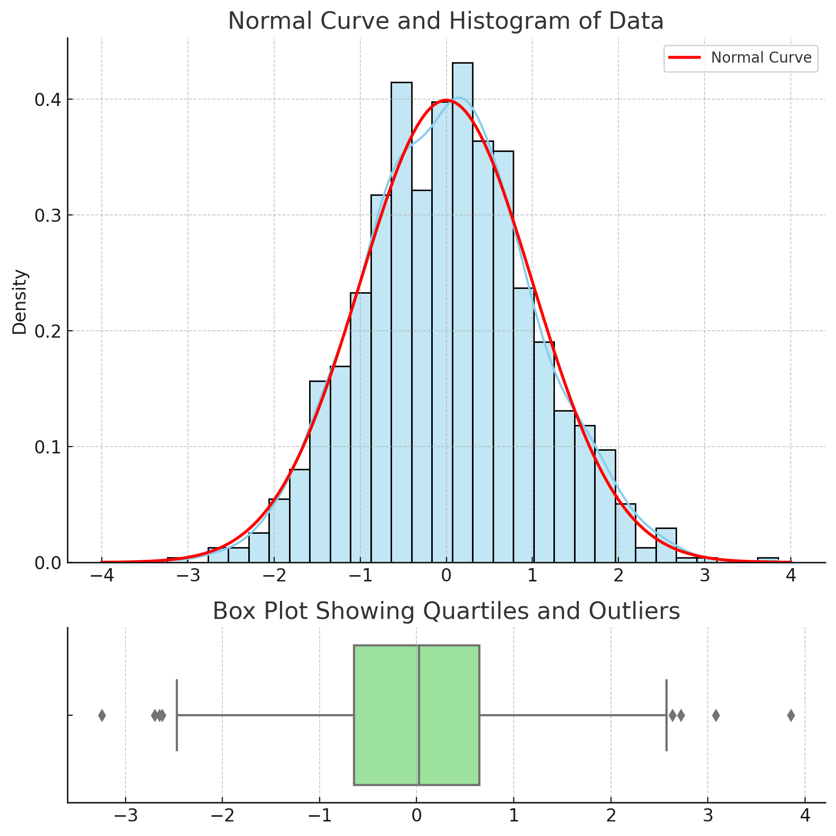 Normal Curve and Histogram of Data
Normal Curve
Density
0.4
0.3
0.2
0.1
0.0
−4 −3 −2 −1 0 1 2 3 4
Box Plot Showing Quartiles and Outliers
−3 −2 −1 0 1 2 3 4